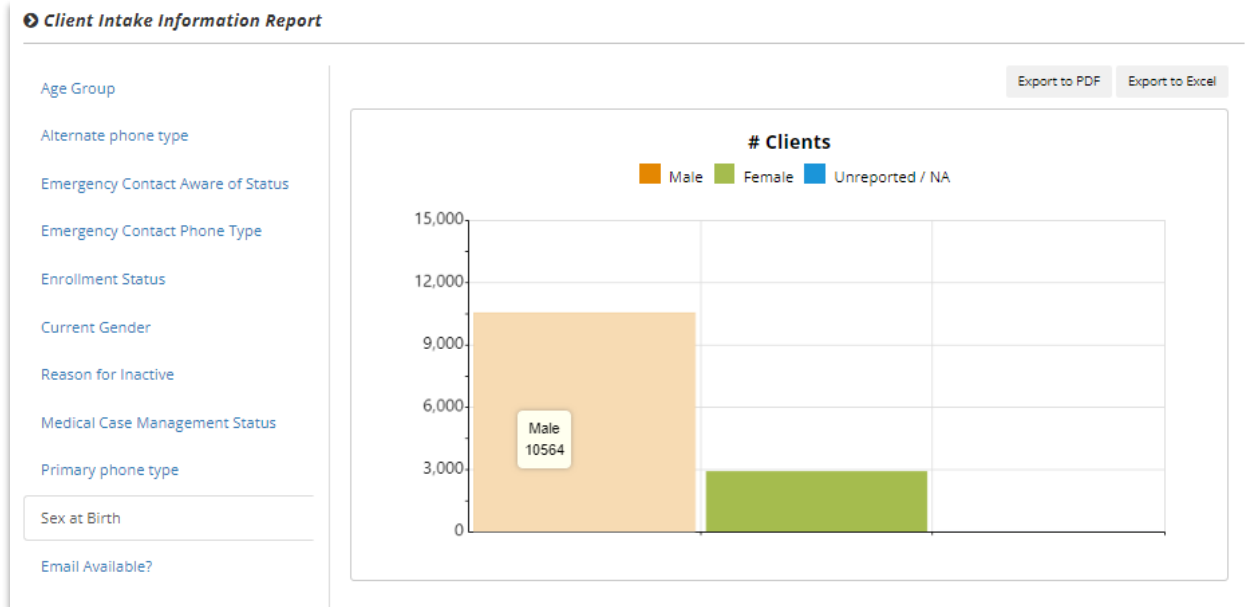 Client Intake Information Report
Age Group
Alternate phone type
Emergency Contact Aware of Status
Emergency Contact Phone Type
Enrollment Status
Current Gender
Reason for Inactive
Medical Case Management Status
Primary phone type
Sex at Birth
Email Available?
Export to PDF Export to Excel
# Clients
Male Female Unreported / NA
15,000
12,000
9,000
6,000
3,000
0
Male
10564